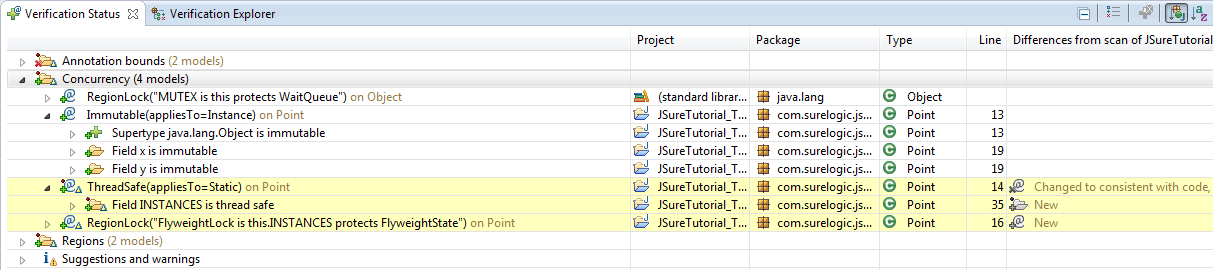 Verification Status Verification Explorer
Project Package Type Line Differences from scan of JSureTutorial
Annotation bounds (2 models)
Concurrency (4 models)
RegionLock("MUTEX is this protects WaitQueue") on Object (standard librar... java.lang Object
Immutable(appliesTo=Instance) on Point JSureTutorial_T... com.surelogic.js... Point 13
Supertype java.lang.Object is immutable JSureTutorial_T... com.surelogic.js... Point 13
Field x is immutable JSureTutorial_T... com.surelogic.js... Point 19
Field y is immutable JSureTutorial_T... com.surelogic.js... Point 19
ThreadSafe(appliesTo=Static) on Point JSureTutorial_T... com.surelogic.js... Point 14 Changed to consistent with code,
Field INSTANCES is thread safe JSureTutorial_T... com.surelogic.js... Point 35 New
RegionLock("FlyweightLock is this.INSTANCES protects FlyweightState") on Point JSureTutorial_T... com.surelogic.js... Point 16 New
Regions (2 models)
Suggestions and warnings